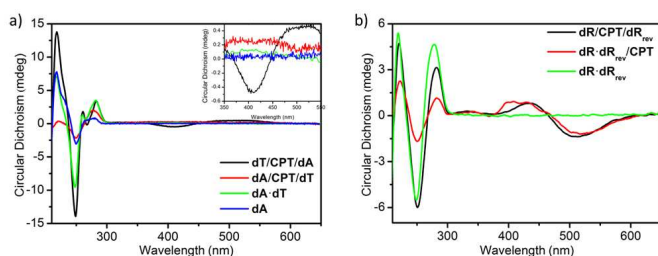 a)
15
10
5
0
-5
-10
-15
300
400
500
600
Circular Dichroism (mdeg)
Wavelength (nm)
Circular Dichroism (mdeg)
0.4
0.2
0.0
-0.2
-0.4
-0.6
350
400
450
500
550
Wavelength (nm)
dT/CPT/dA
dA/CPT/dT
dA·dT
dA
b)
6
3
0
-3
-6
300
400
500
600
Circular Dichroism (mdeg)
Wavelength (nm)
dR/CPT/dRrev
dR·dRrev/CPT
dR·dRrev